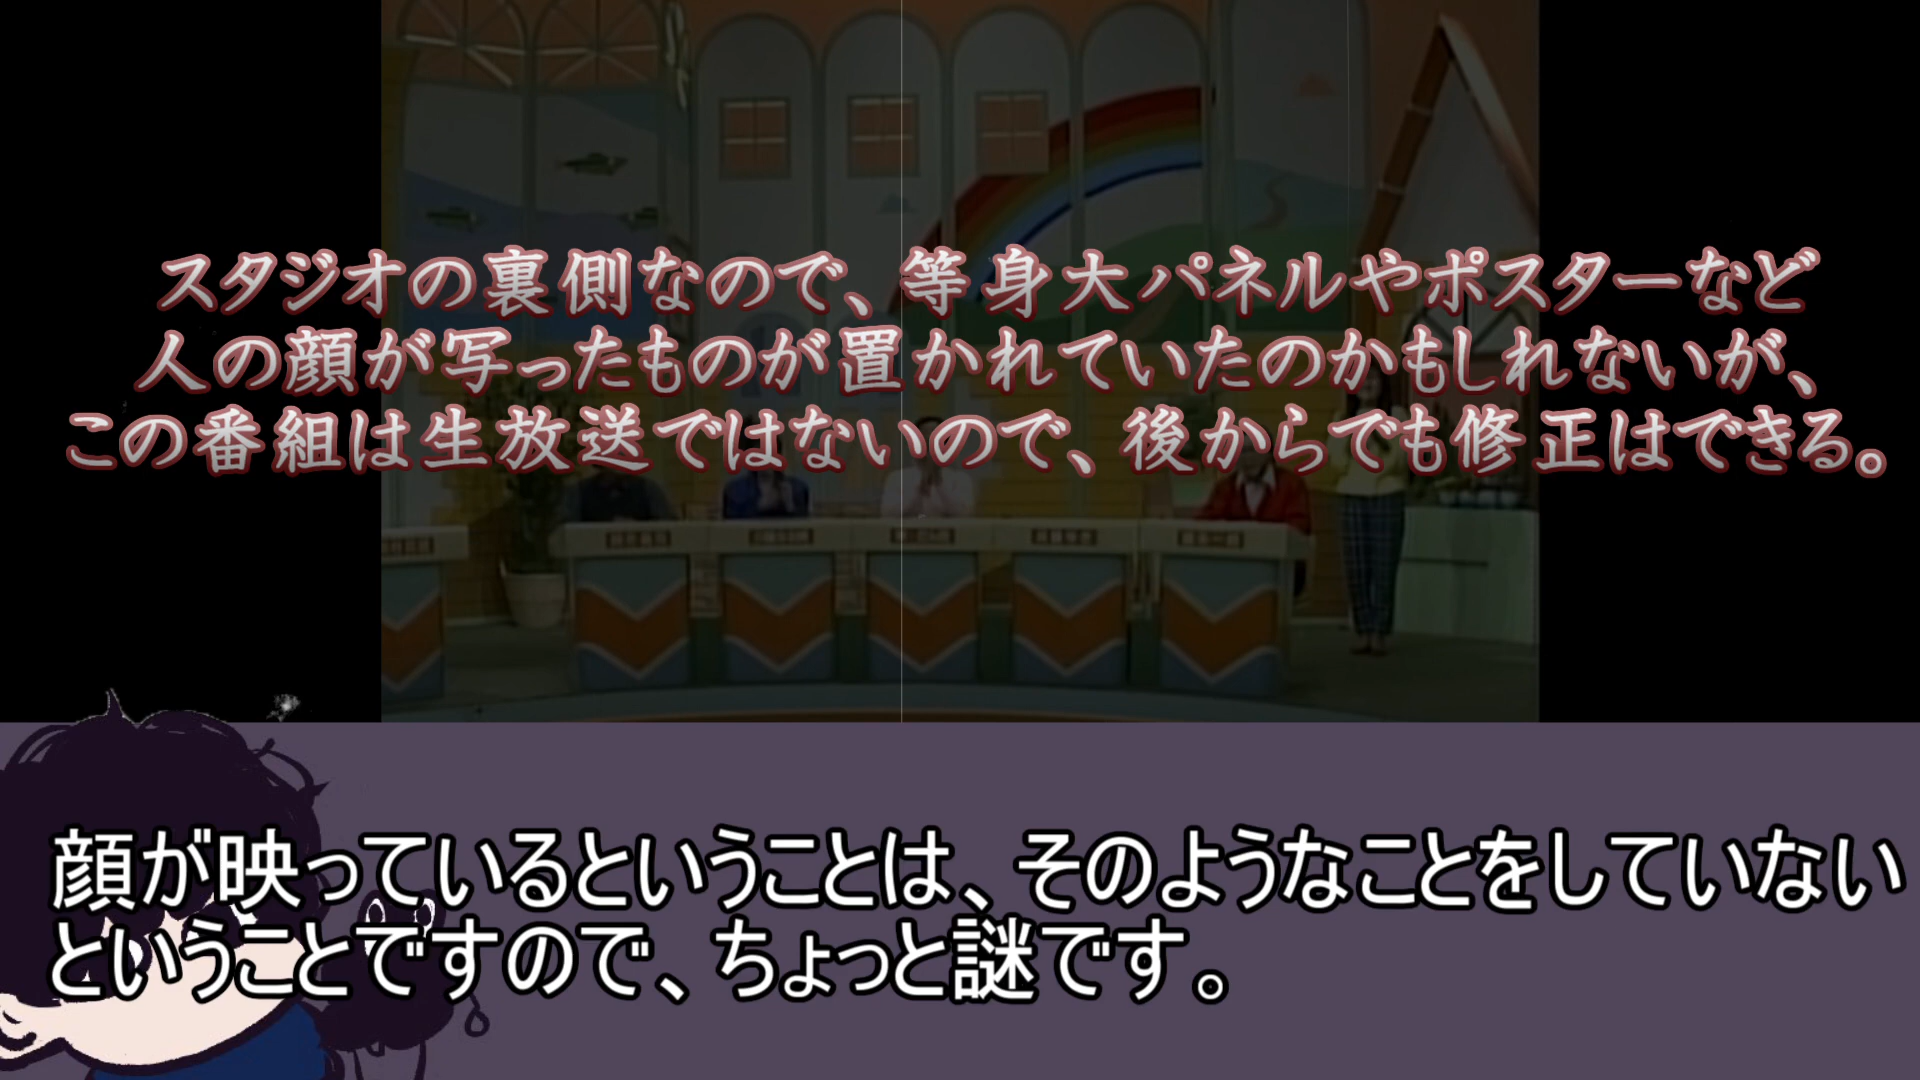 スタジオの裏側なので、等身大パネルやポスターなど
人の顔が写ったものが置かれていたのかもしれないが、
この番組は生放送ではないので、後からでも修正はできる。
顔が映っているということは、そのようなことをしていない
ということですので、ちょっと謎です。